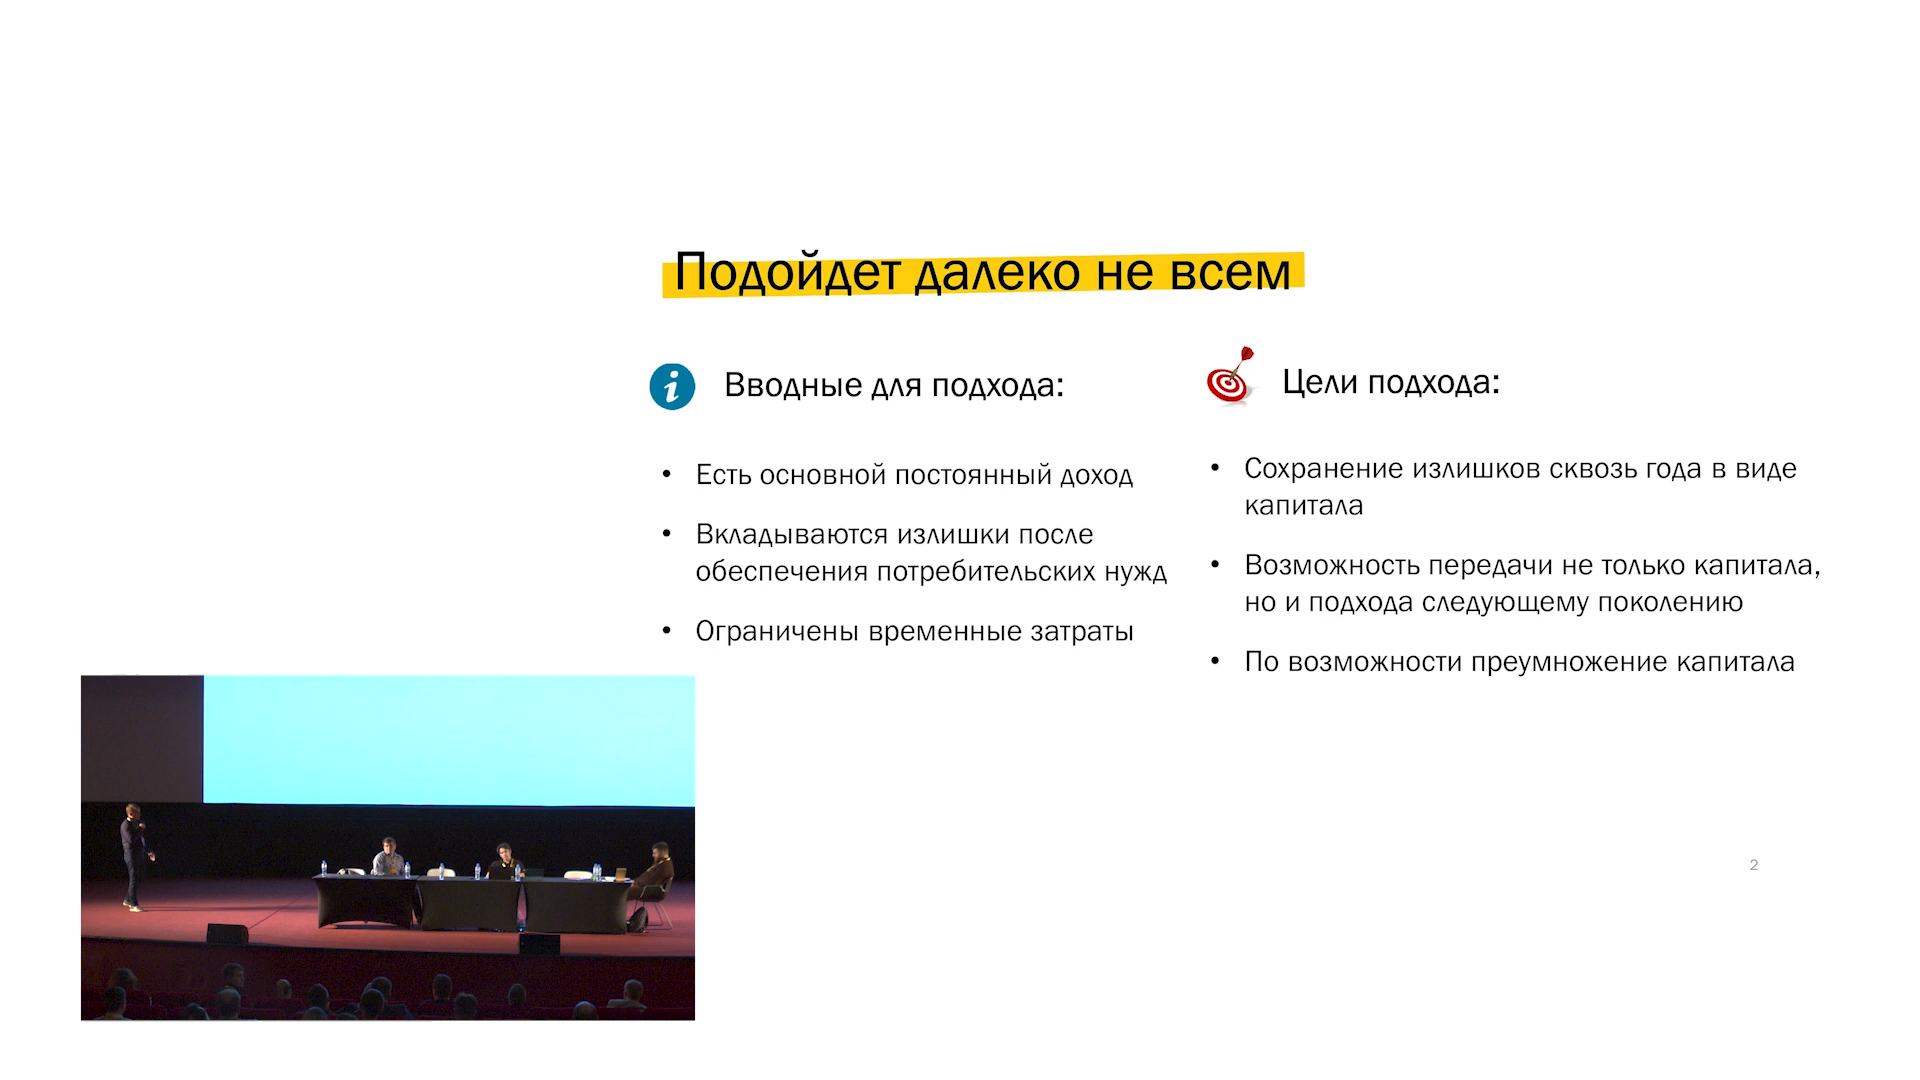 Подойдет далеко не всем
Вводные для подхода:
Есть основной постоянный доход
Вкладываются излишки после
обеспечения потребительских нужд
Ограничены временные затраты
Цели подхода:
Сохранение излишков сквозь года в виде
капитала
Возможность передачи не только капитала,
но и подхода следующему поколению
По возможности преумножение капитала
2